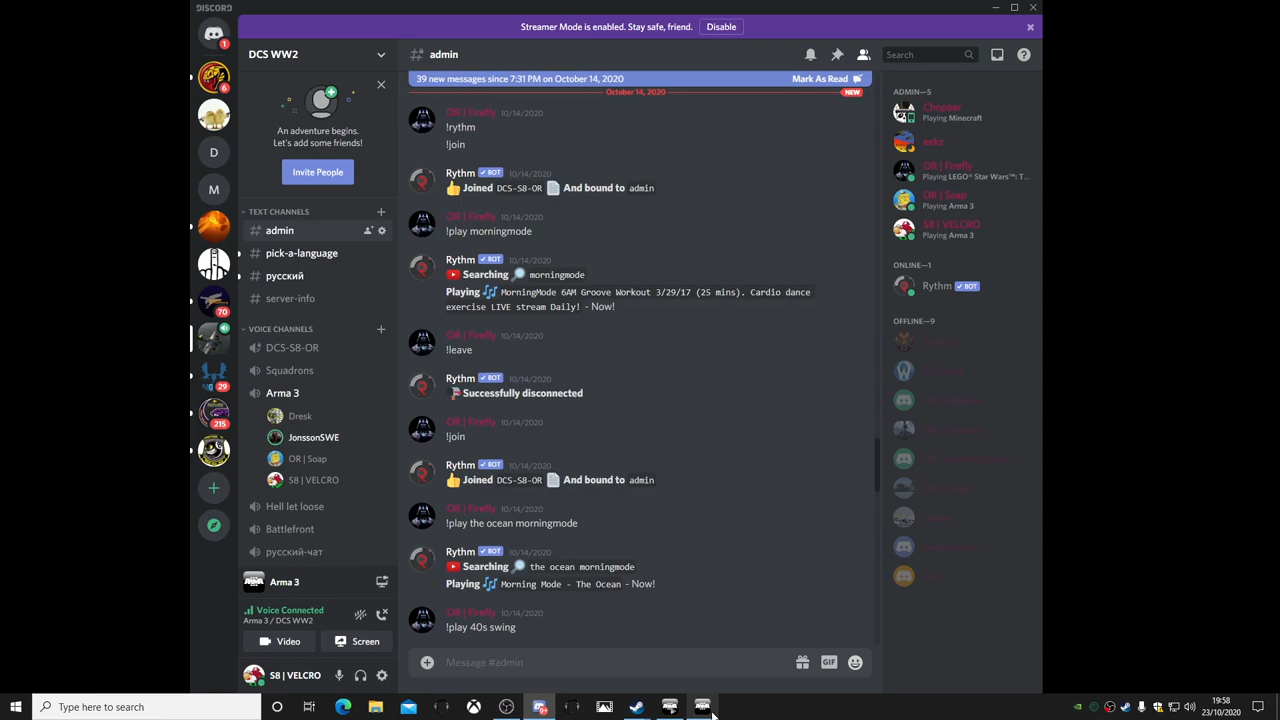 DISCORD
Streamer Mode is enabled. Stay safe, friend.
Disable
1
6
D
M
70
29
215
DCS WW2
An adventure begins.
Let's add some friends!
Invite People
TEXT CHANNELS
admin
pick-a-language
русский
server-info
VOICE CHANNELS
DCS-S8-OR
Squadrons
Arma 3
Dresk
JonssonSWE
OR | Soap
S8 | VELCRO
Hell let loose
Battlefront
русский-чат
Arma 3
Voice Connected
Arma 3 / DCS WW2
Video
Screen
S8 | VELCRO
admin
Search
39 new messages since 7:31 PM on October 14, 2020
Mark As Read
October 14, 2020
NEW
OR | Firefly 10/14/2020
!rythm
!join
Rythm BOT 10/14/2020
Joined DCS-S8-OR And bound to admin
OR | Firefly 10/14/2020
!play morningmode
Rythm BOT 10/14/2020
Searching morningmode
Playing MorningMode 6AM Groove Workout 3/29/17 (25 mins). Cardio dance
exercise LIVE stream Daily! - Now!
OR | Firefly 10/14/2020
!leave
Rythm BOT 10/14/2020
Successfully disconnected
OR | Firefly 10/14/2020
!join
Rythm BOT 10/14/2020
Joined DCS-S8-OR And bound to admin
OR | Firefly 10/14/2020
!play the ocean morningmode
Rythm BOT 10/14/2020
Searching the ocean morningmode
Playing Morning Mode - The Ocean - Now!
OR | Firefly 10/14/2020
!play 40s swing
Message #admin
GIF
ADMIN—5
Chopper
Playing Minecraft
eekz
OR | Firefly
Playing LEGO® Star Wars™: T...
OR | Soap
Playing Arma 3
S8 | VELCRO
Playing Arma 3
ONLINE—1
Rythm BOT
OFFLINE—9
Type here to search
19:58
23/10/2020